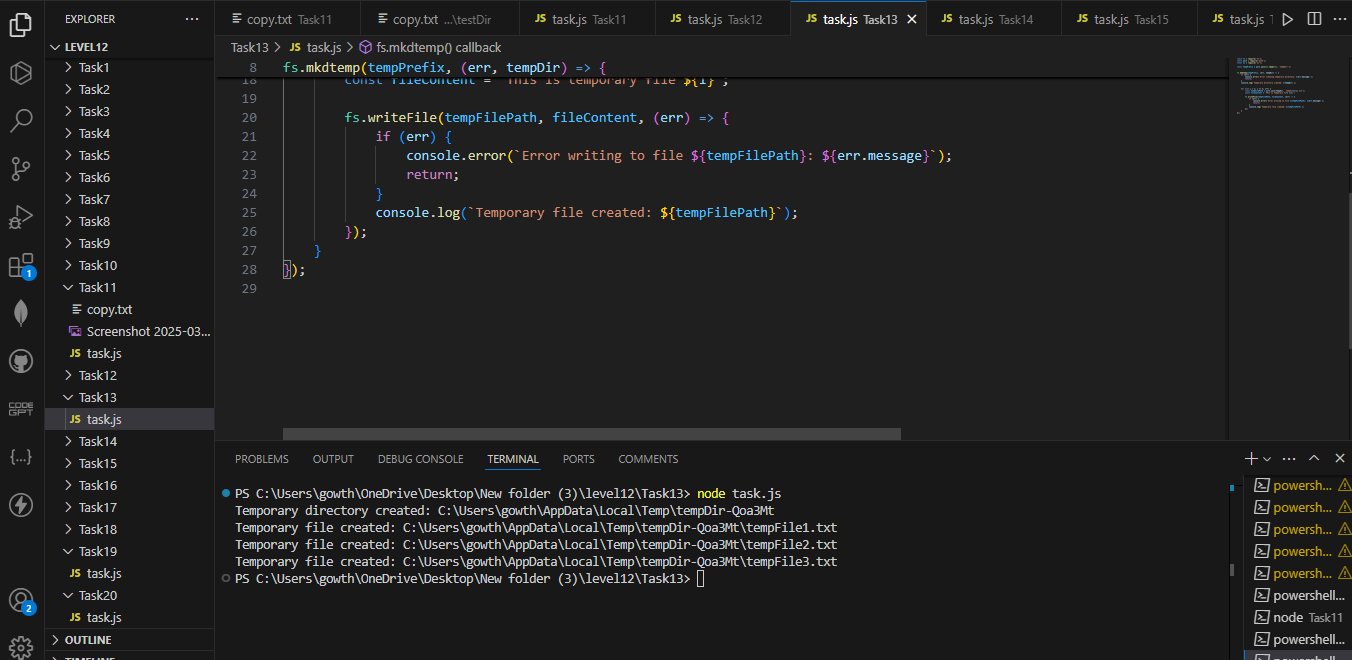 EXPLORER
LEVEL12
Task1
Task2
Task3
Task4
Task5
Task6
Task7
Task8
Task9
Task10
Task11
copy.txt
Screenshot 2025-03...
JS task.js
Task12
Task13
JS task.js
Task14
Task15
Task16
Task17
Task18
Task19
JS task.js
Task20
JS task.js
OUTLINE
TIMELINE
1
CODE GPT
{...}
2
copy.txt Task11
copy.txt ...\testDir
JS task.js Task11
JS task.js Task12
JS task.js Task13
JS task.js Task14
JS task.js Task15
JS task.js
Task13 > JS task.js > fs.mkdtemp() callback
8 fs.mkdtemp(tempPrefix, (err, tempDir) => {
18 const fileContent = `This is temporary file ${i}`;
19
20 fs.writeFile(tempFilePath, fileContent, (err) => {
21 if (err) {
22 console.error(`Error writing to file ${tempFilePath}: ${err.message}`);
23 return;
24 }
25 console.log(`Temporary file created: ${tempFilePath}`);
26 });
27 }
28 });
29
PROBLEMS OUTPUT DEBUG CONSOLE TERMINAL PORTS COMMENTS
PS C:\Users\gowth\OneDrive\Desktop\New folder (3)\level12\Task13> node task.js
Temporary directory created: C:\Users\gowth\AppData\Local\Temp\tempDir-Qoa3Mt
Temporary file created: C:\Users\gowth\AppData\Local\Temp\tempDir-Qoa3Mt\tempFile1.txt
Temporary file created: C:\Users\gowth\AppData\Local\Temp\tempDir-Qoa3Mt\tempFile2.txt
Temporary file created: C:\Users\gowth\AppData\Local\Temp\tempDir-Qoa3Mt\tempFile3.txt
PS C:\Users\gowth\OneDrive\Desktop\New folder (3)\level12\Task13>
powersh...
powersh...
powersh...
powersh...
powersh...
powershell...
node Task11
powershell...
powershell...